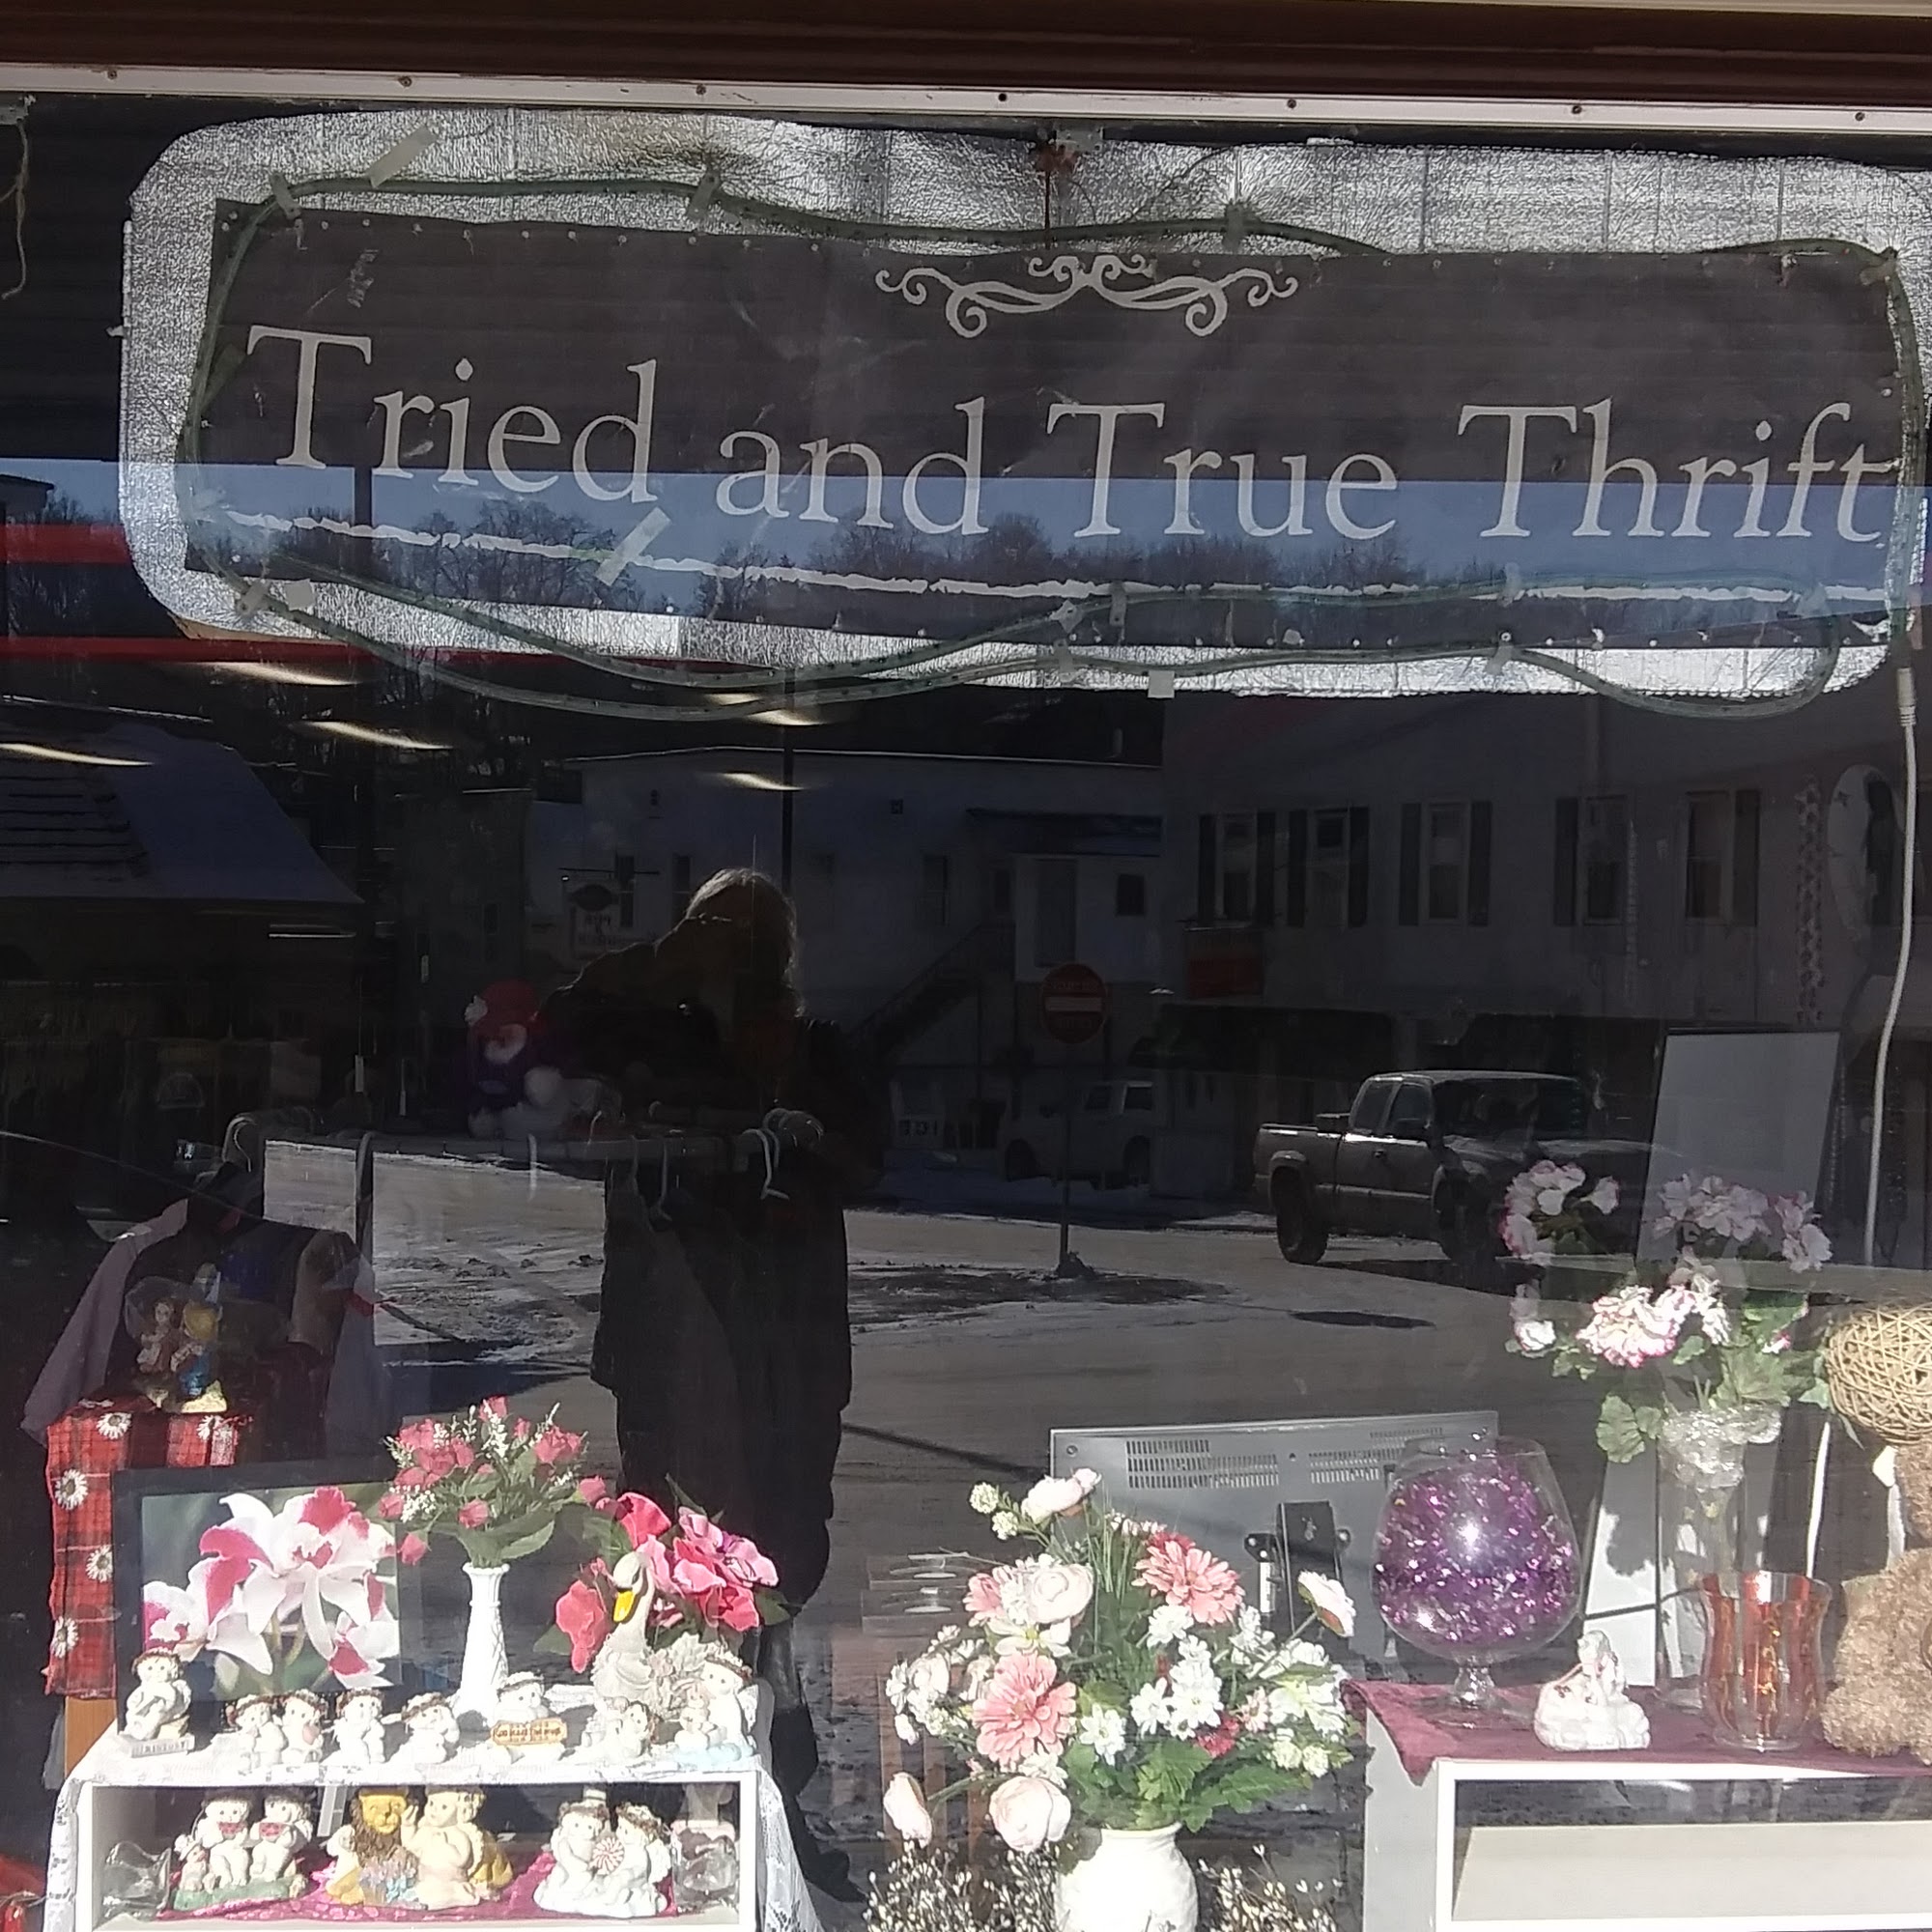 Tried and True Thrift